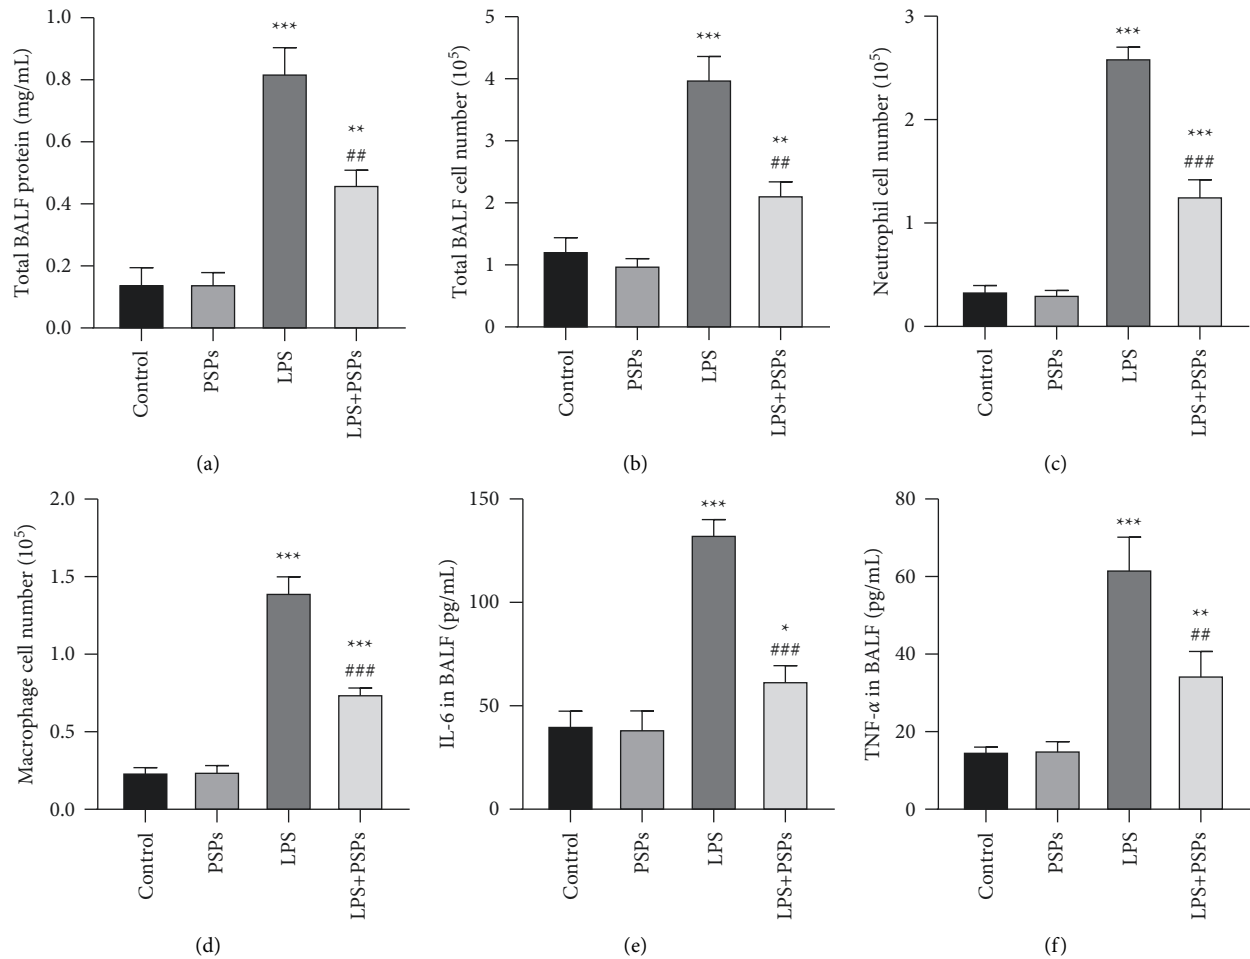 Total BALF protein (mg/mL)
1.0
0.8
0.6
0.4
0.2
0.0
***
**
##
Control
PSPs
LPS
LPS+PSPs
(a)
Total BALF cell number (10⁵)
5
4
3
2
1
0
***
**
##
Control
PSPs
LPS
LPS+PSPs
(b)
Neutrophil cell number (10⁵)
3
2
1
0
***
***
###
Control
PSPs
LPS
LPS+PSPs
(c)
Macrophage cell number (10⁵)
2.0
1.5
1.0
0.5
0.0
***
***
###
Control
PSPs
LPS
LPS+PSPs
(d)
IL-6 in BALF (pg/mL)
150
100
50
0
***
*
###
Control
PSPs
LPS
LPS+PSPs
(e)
TNF-α in BALF (pg/mL)
80
60
40
20
0
***
**
##
Control
PSPs
LPS
LPS+PSPs
(f)